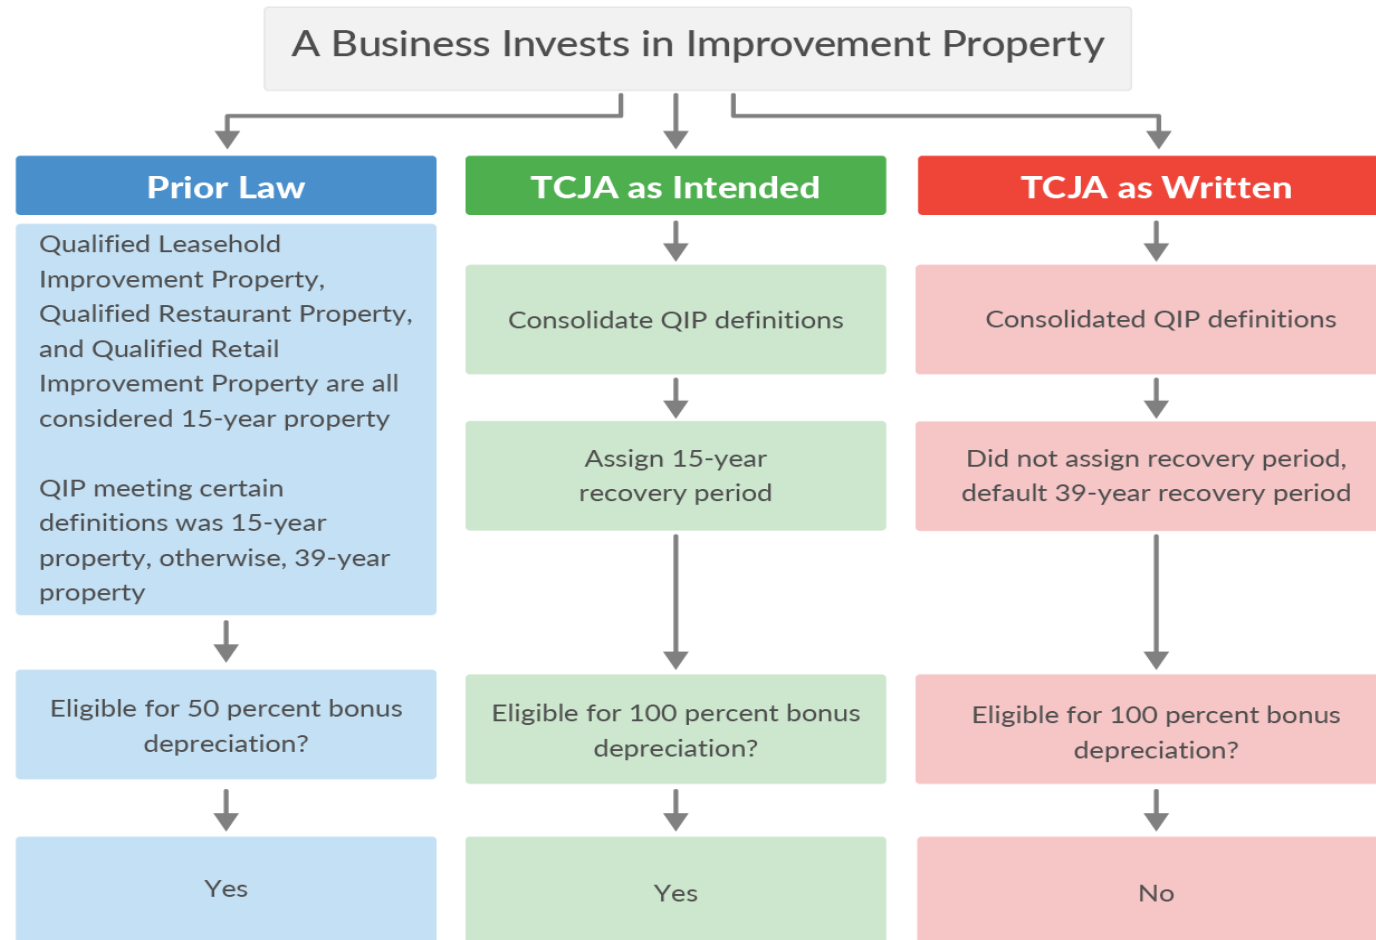 A Business Invests in Improvement Property
Prior Law
Qualified Leasehold
Improvement Property,
Qualified Restaurant Property,
and Qualified Retail
Improvement Property are all
considered 15-year property
QIP meeting certain
definitions was 15-year
property, otherwise, 39-year
property
Eligible for 50 percent bonus
depreciation?
Yes
TCJA as Intended
Consolidate QIP definitions
Assign 15-year
recovery period
Eligible for 100 percent bonus
depreciation?
Yes
TCJA as Written
Consolidated QIP definitions
Did not assign recovery period,
default 39-year recovery period
Eligible for 100 percent bonus
depreciation?
No